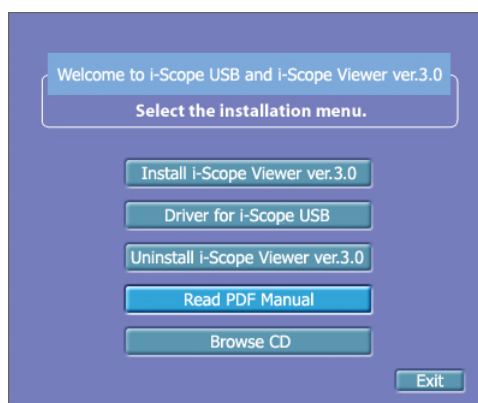 Welcome to i-Scope USB and i-Scope Viewer ver.3.0
Select the installation menu.
Install i-Scope Viewer ver.3.0
Driver for i-Scope USB
Uninstall i-Scope Viewer ver.3.0
Read PDF Manual
Browse CD
Exit